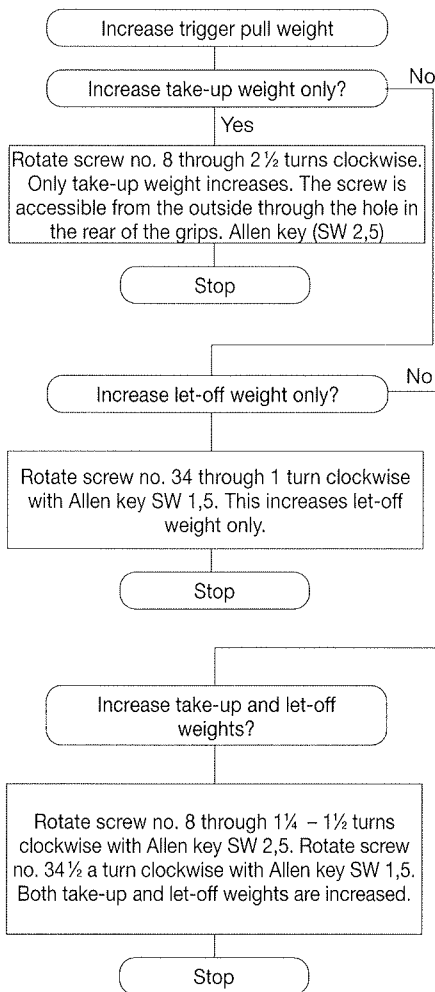 Increase trigger pull weight
Increase take-up weight only?
No
Yes
Rotate screw no. 8 through 2½ turns clockwise.
Only take-up weight increases. The screw is
accessible from the outside through the hole in
the rear of the grips. Allen key (SW 2,5)
Stop
Increase let-off weight only?
No
Rotate screw no. 34 through 1 turn clockwise
with Allen key SW 1,5. This increases let-off
weight only.
Stop
Increase take-up and let-off
weights?
Rotate screw no. 8 through 1¼ – 1½ turns
clockwise with Allen key SW 2,5. Rotate screw
no. 34 ½ a turn clockwise with Allen key SW 1,5.
Both take-up and let-off weights are increased.
Stop